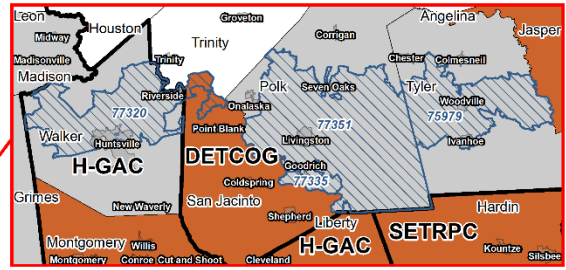 Leon
Midway
Houston
Groveton
Trinity
Corrigan
Angelina
Jasper
Madisonville
Madison
Trinity
Chester
Colmesneil
Riverside
Polk
Seven Oaks
Tyler
Woodville
Onalaska
77320
Point Blank
77351
75979
Walker
Huntsville
Livingston
Ivanhoe
H-GAC
DETCOG
Goodrich
77335
Coldspring
Grimes
New Waverly
San Jacinto
Shepherd
Liberty
Hardin
H-GAC
SETRPC
Montgomery
Willis
Kountze
Montgomery
Conroe
Cut and Shoot
Cleveland
Silsbee